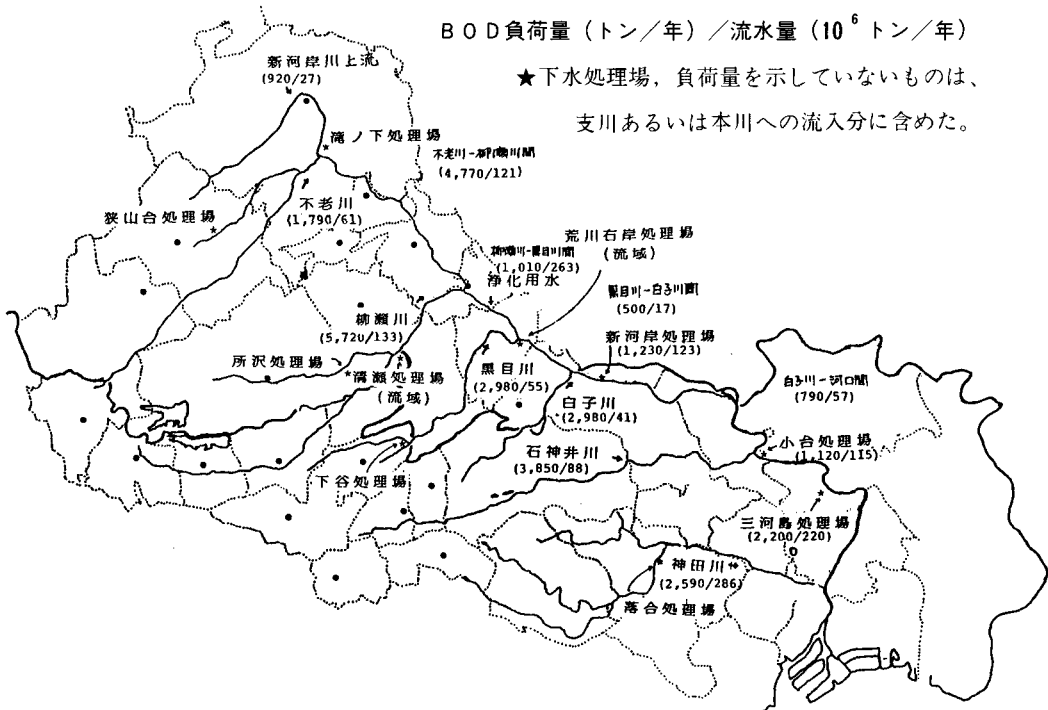 BOD負荷量（トン／年）／流水量（10⁶トン／年）
★下水処理場，負荷量を示していないものは、
支川あるいは本川への流入分に含めた。
新河岸川上流
(920/27)
滝ノ下処理場
不老川－柳瀬川間
(4,770/121)
狭山台処理場
不老川
(1,790/61)
荒川右岸処理場
(流域)
柳瀬川－黒目川間
(1,010/263)
浄化用水
黒目川－白子川間
(500/17)
柳瀬川
(5,720/133)
新河岸処理場
(1,230/123)
所沢処理場
清瀬処理場
(流域)
黒目川
(2,980/55)
白子川
(2,980/41)
白子川－河口間
(790/57)
石神井川
(3,850/88)
小台処理場
(1,120/115)
下谷処理場
三河島処理場
(2,200/220)
神田川
(2,590/286)
落合処理場